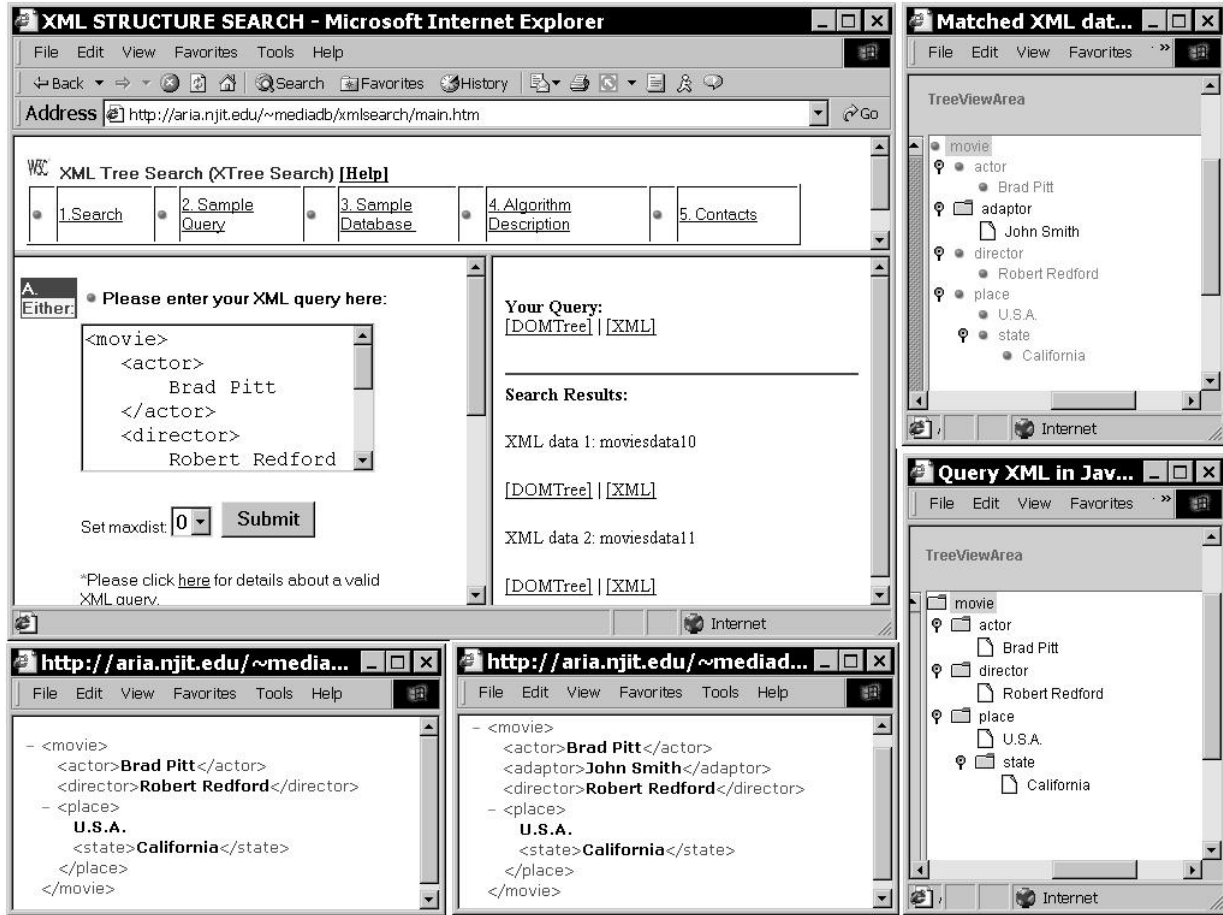 XML STRUCTURE SEARCH - Microsoft Internet Explorer
File Edit View Favorites Tools Help
Back Search Favorites History
Address http://aria.njit.edu/~mediadb/xmlsearch/main.htm Go
W3C XML Tree Search (XTree Search) [Help]
1.Search 2. Sample Query 3. Sample Database 4. Algorithm Description 5. Contacts
A.
Either:
Please enter your XML query here:
<movie>
<actor>
Brad Pitt
</actor>
<director>
Robert Redford
Set maxdist: 0 Submit
*Please click here for details about a valid
XML query.
Your Query:
[DOMTree] | [XML]
Search Results:
XML data 1: moviesdata10
[DOMTree] | [XML]
XML data 2: moviesdata11
[DOMTree] | [XML]
Internet
Matched XML dat...
File Edit View Favorites »
TreeViewArea
movie
actor
Brad Pitt
adaptor
John Smith
director
Robert Redford
place
U.S.A.
state
California
Internet
Query XML in Jav...
File Edit View Favorites »
TreeViewArea
movie
actor
Brad Pitt
director
Robert Redford
place
U.S.A.
state
California
Internet
http://aria.njit.edu/~media...
File Edit View Favorites Tools Help
- <movie>
<actor>Brad Pitt</actor>
<director>Robert Redford</director>
- <place>
U.S.A.
<state>California</state>
</place>
</movie>
http://aria.njit.edu/~mediad...
File Edit View Favorites Tools Help
- <movie>
<actor>Brad Pitt</actor>
<adaptor>John Smith</adaptor>
<director>Robert Redford</director>
- <place>
U.S.A.
<state>California</state>
</place>
</movie>